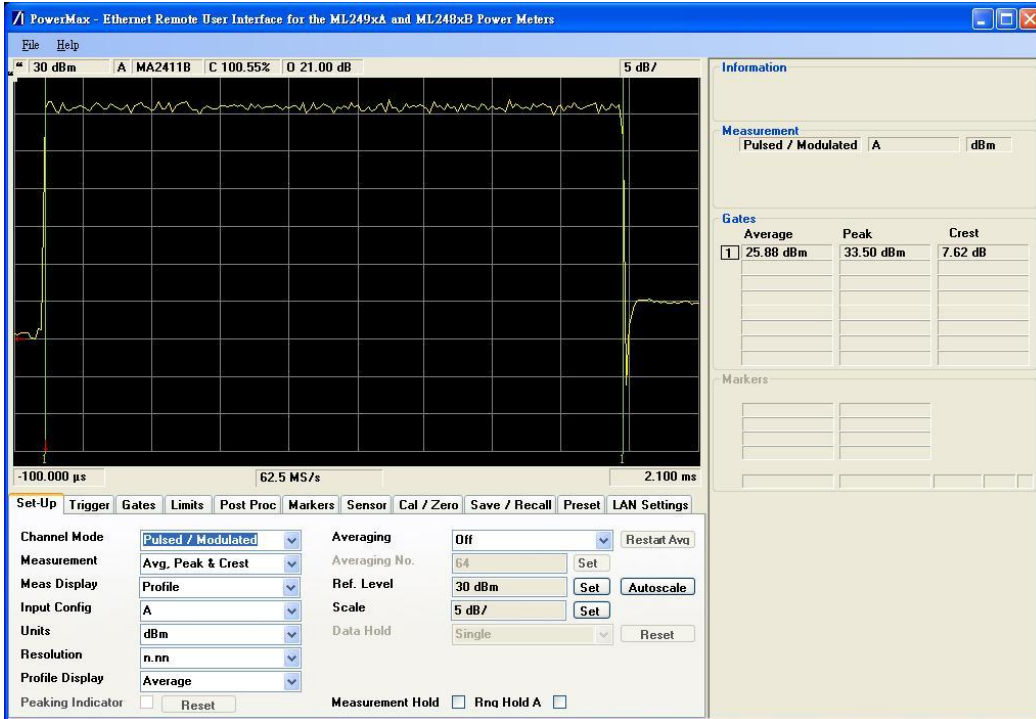 PowerMax - Ethernet Remote User Interface for the ML249xA and ML248xB Power Meters
File Help
30 dBm A MA2411B C 100.55% O 21.00 dB 5 dB/
1 1
-100.000 µs 62.5 MS/s 2.100 ms
Information
Measurement
Pulsed / Modulated A dBm
Gates
Average Peak Crest
1 25.88 dBm 33.50 dBm 7.62 dB
Markers
Set-Up Trigger Gates Limits Post Proc Markers Sensor Cal / Zero Save / Recall Preset LAN Settings
Channel Mode Pulsed / Modulated Averaging Off Restart Avg
Measurement Avg, Peak & Crest Averaging No. 64 Set
Meas Display Profile Ref. Level 30 dBm Set Autoscale
Input Config A Scale 5 dB/ Set
Units dBm Data Hold Single Reset
Resolution n.nn
Profile Display Average
Peaking Indicator Reset Measurement Hold Rng Hold A